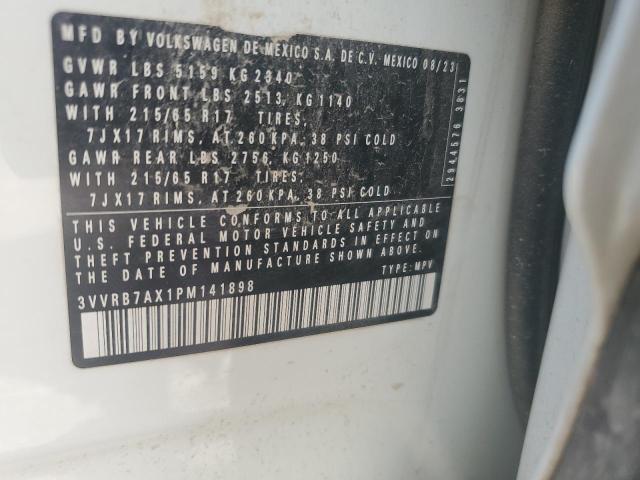 MFD BY VOLKSWAGEN DE MEXICO S.A. DE C.V. MEXICO 08/23
GVWR LBS 5159 KG 2340
GAWR FRONT LBS 2513, KG 1140
WITH 215/65 R17 TIRES,
7JX17 RIMS, AT 260 KPA, 38 PSI COLD
GAWR REAR LBS 2756, KG 1250
WITH 215/65 R17 TIRES,
7JX17 RIMS, AT 260 KPA, 38 PSI COLD
THIS VEHICLE CONFORMS TO ALL APPLICABLE
U.S. FEDERAL MOTOR VEHICLE SAFETY AND
THEFT PREVENTION STANDARDS IN EFFECT ON
THE DATE OF MANUFACTURE SHOWN ABOVE.
3VVRB7AX1PM141898 TYPE: MPV
2944576 3831